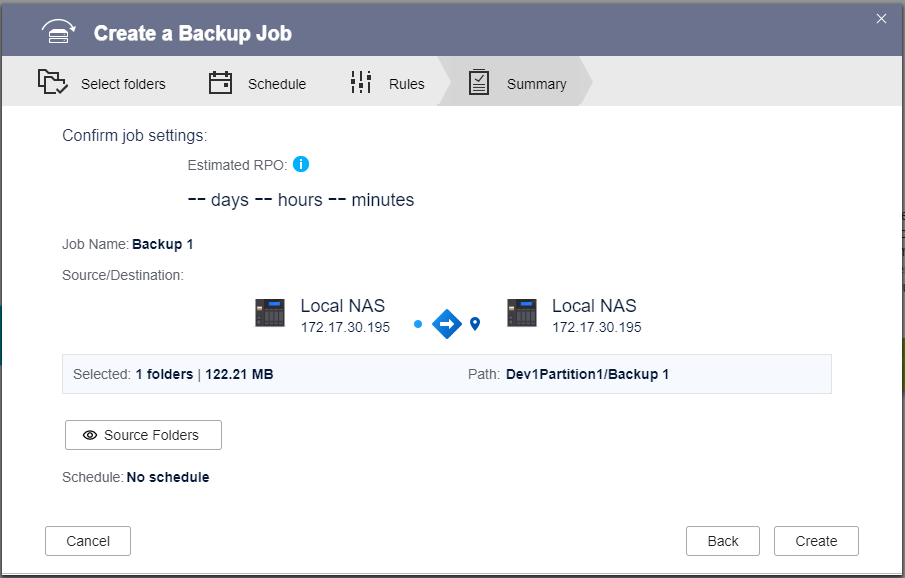 Create a Backup Job
Select folders Schedule Rules Summary
Confirm job settings:
Estimated RPO: i
-- days -- hours -- minutes
Job Name: Backup 1
Source/Destination:
Local NAS Local NAS
172.17.30.195 172.17.30.195
Selected: 1 folders | 122.21 MB Path: Dev1Partition1/Backup 1
Source Folders
Schedule: No schedule
Cancel Back Create